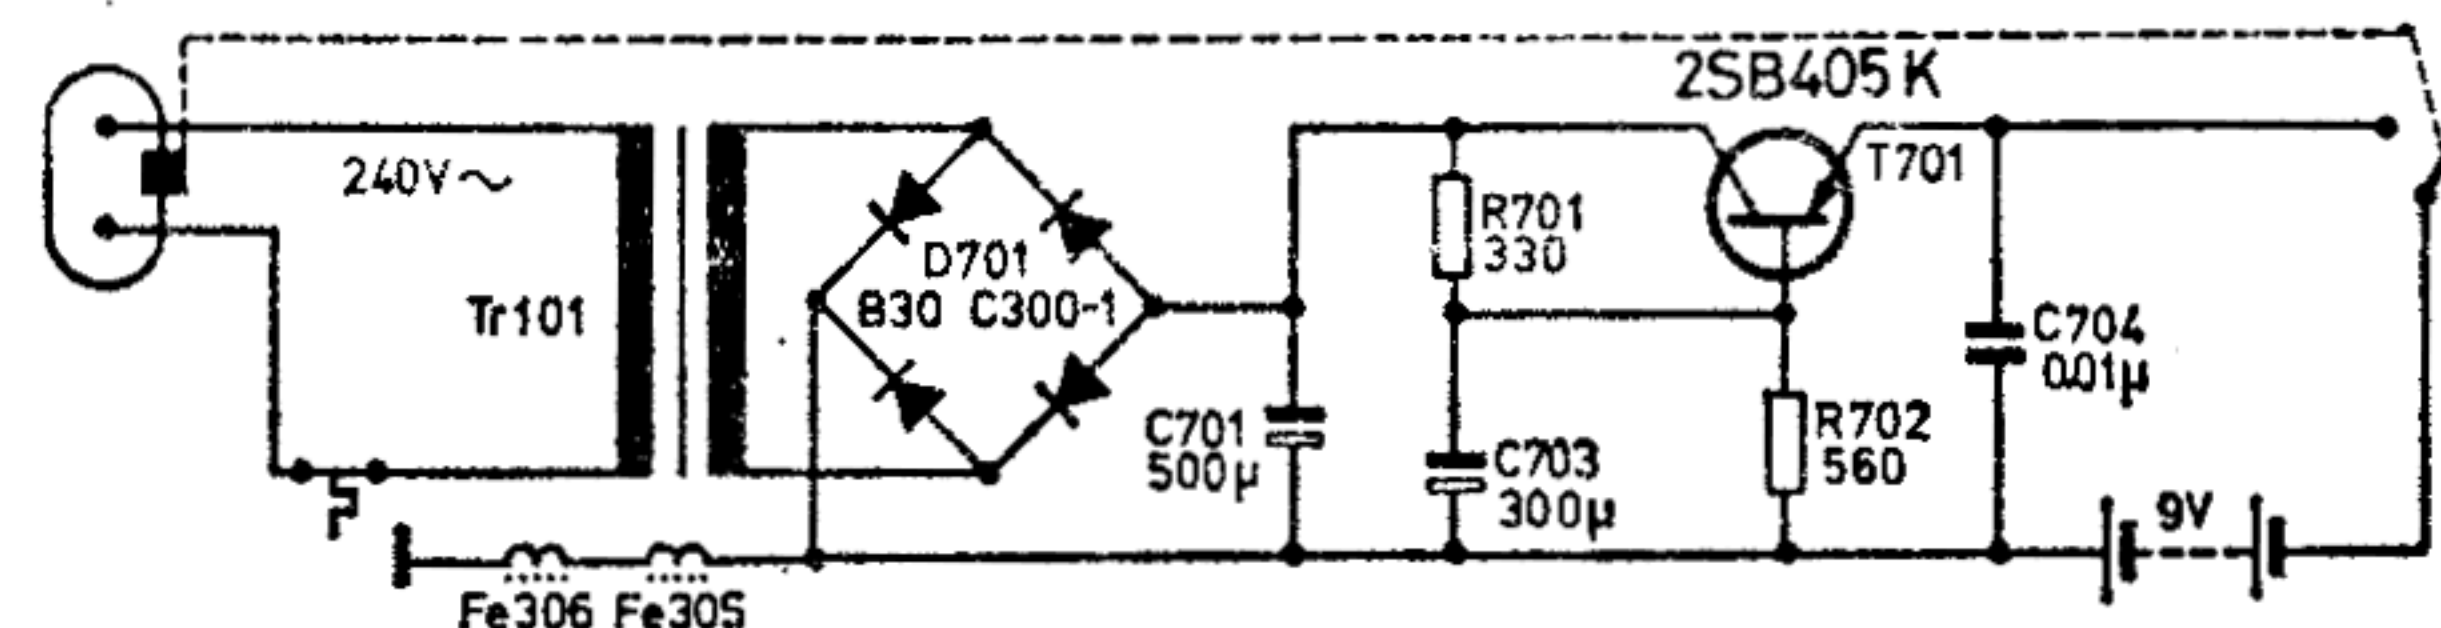 2SB405K
T701
240V~
R701
330
D701
B30 C300-1
Tr101
C704
0.01µ
C701
500µ
R702
560
C703
300µ
9V
Fe306 Fe305